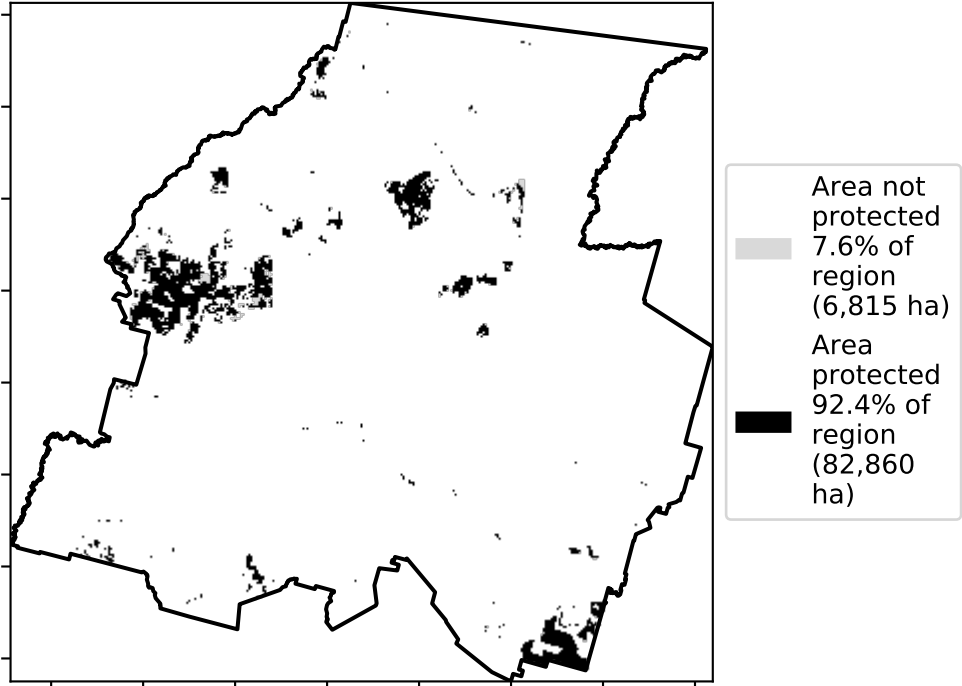 Area not
protected
7.6% of
region
(6,815 ha)
Area
protected
92.4% of
region
(82,860
ha)